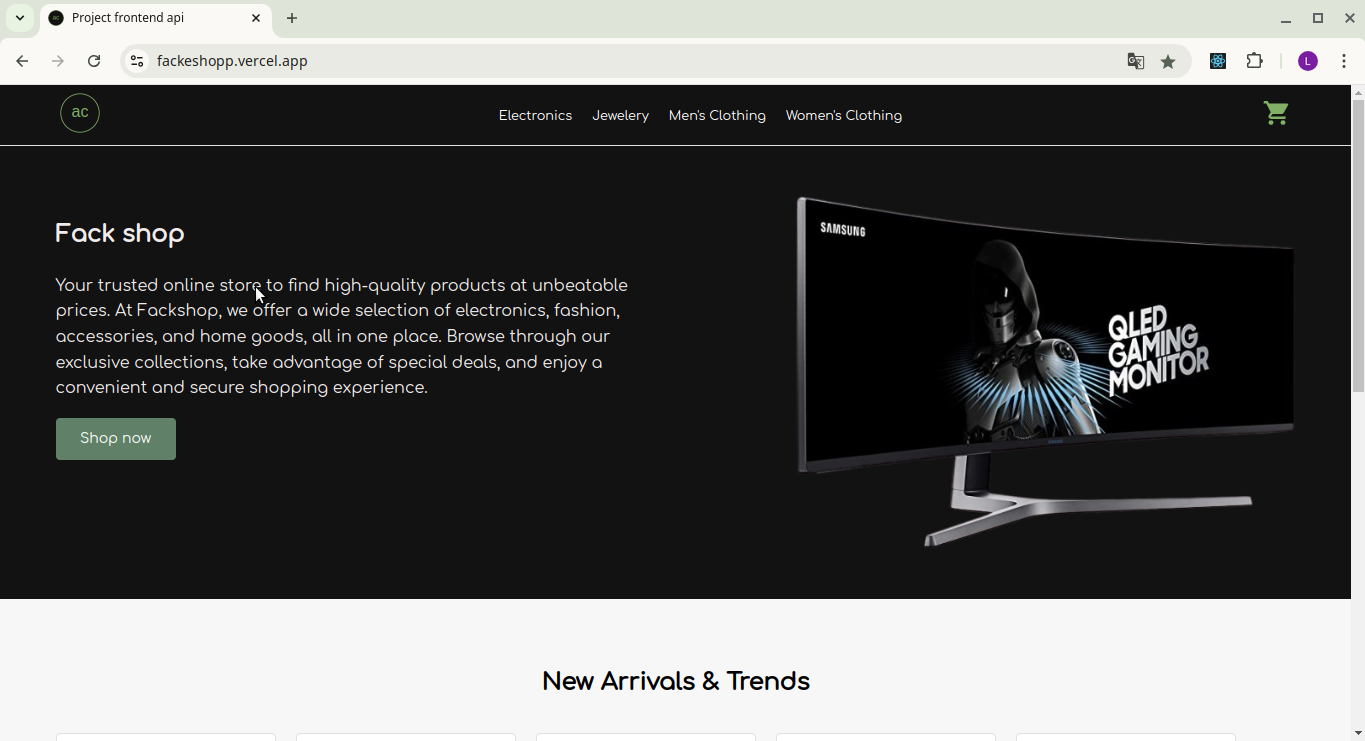 Project frontend api
fackeshopp.vercel.app
L
ac
Electronics Jewelery Men's Clothing Women's Clothing
Fack shop
Your trusted online store to find high-quality products at unbeatable
prices. At Fackshop, we offer a wide selection of electronics, fashion,
accessories, and home goods, all in one place. Browse through our
exclusive collections, take advantage of special deals, and enjoy a
convenient and secure shopping experience.
Shop now
SAMSUNG
QLED
GAMING
MONITOR
New Arrivals & Trends